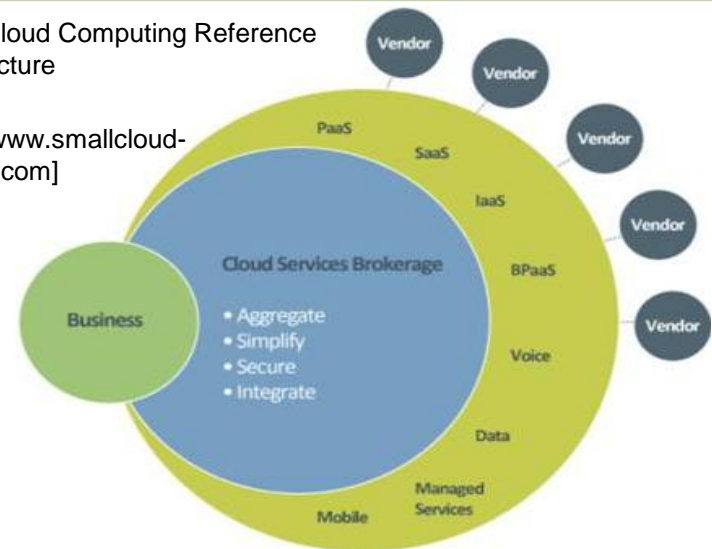 loud Computing Reference
cture
www.smallcloud-
com]
Vendor
Vendor
Vendor
Vendor
Vendor
PaaS
SaaS
IaaS
BPaaS
Voice
Data
Managed
Services
Mobile
Cloud Services Brokerage
• Aggregate
• Simplify
• Secure
• Integrate
Business